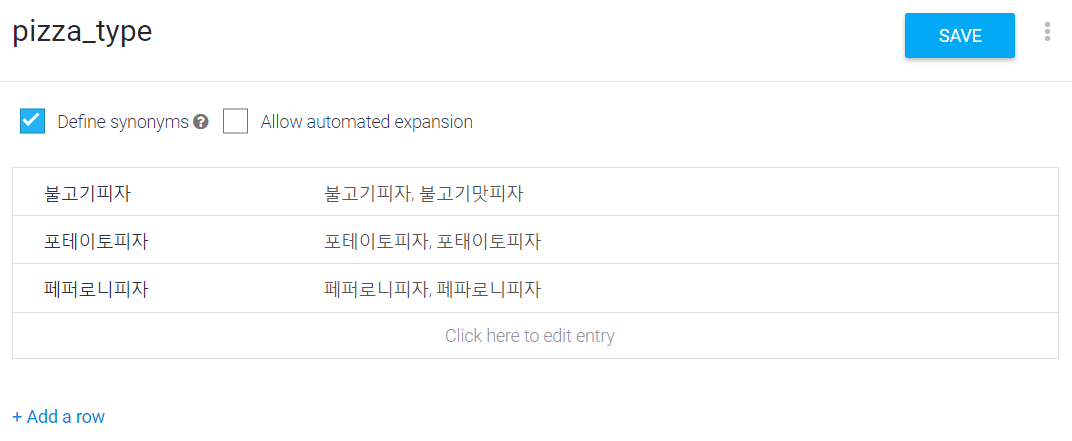 pizza_type
SAVE
Define synonyms ? Allow automated expansion
불고기피자 불고기피자, 불고기맛피자
포테이토피자 포테이토피자, 포태이토피자
페퍼로니피자 페퍼로니피자, 페파로니피자
Click here to edit entry
+ Add a row